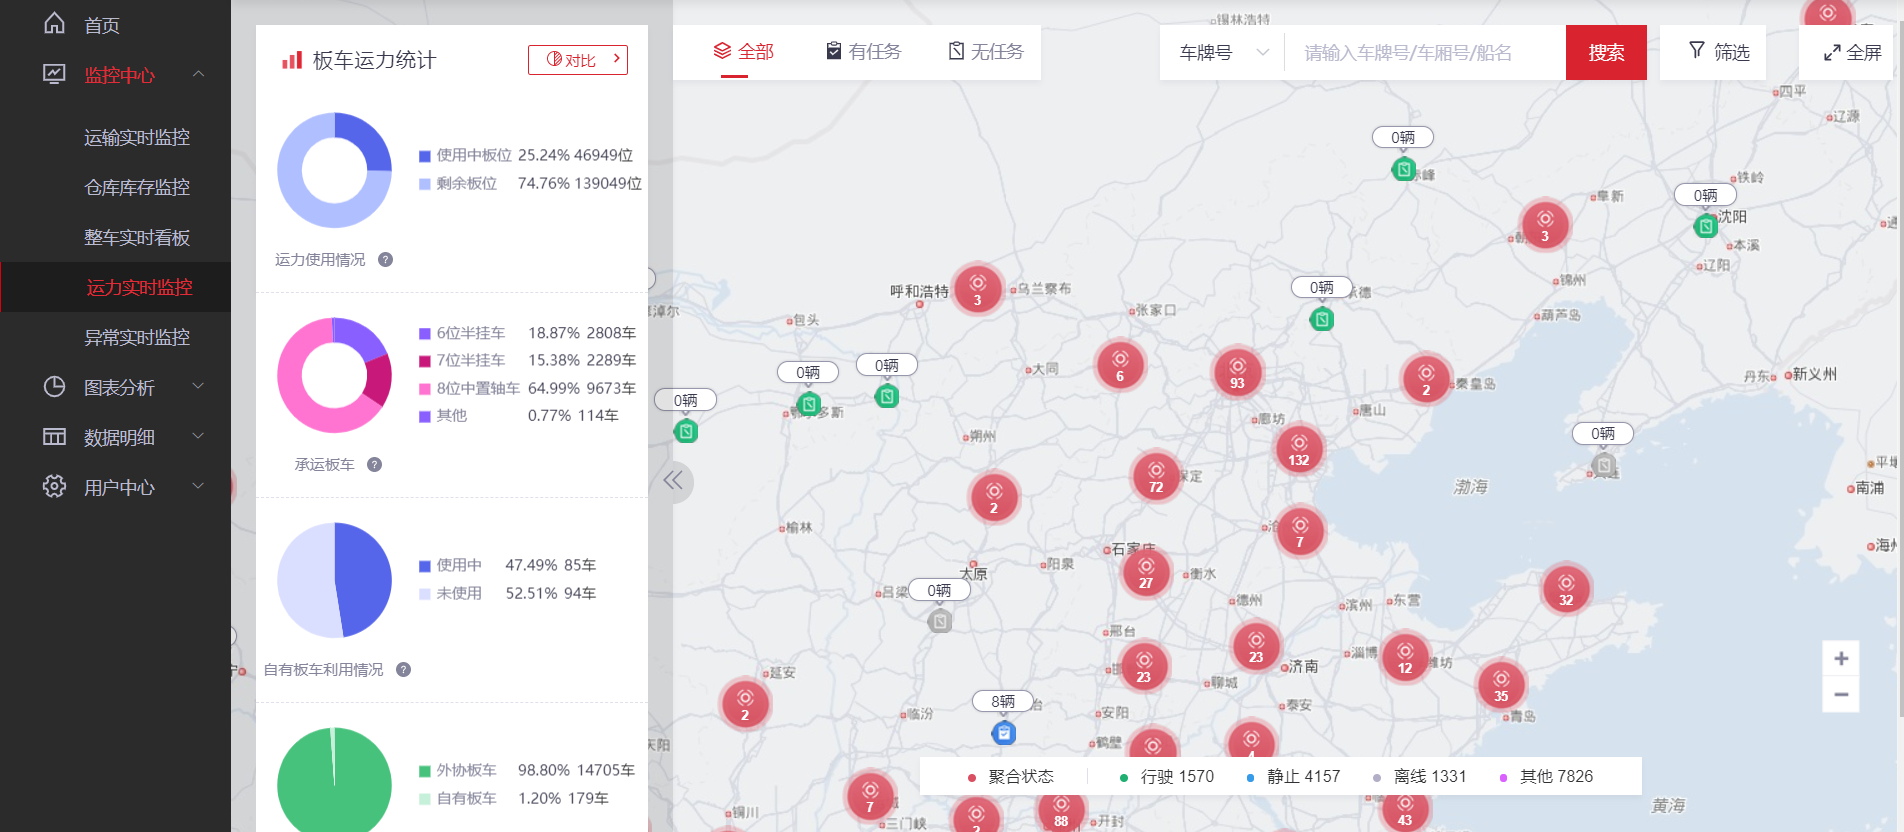 首页
监控中心
运输实时监控
仓库库存监控
整车实时看板
运力实时监控
异常实时监控
图表分析
数据明细
用户中心
板车运力统计
对比
使用中板位 25.24% 46949位
剩余板位 74.76% 139049位
运力使用情况 ?
6位半挂车 18.87% 2808车
7位半挂车 15.38% 2289车
8位中置轴车 64.99% 9673车
其他 0.77% 114车
承运板车 ?
使用中 47.49% 85车
未使用 52.51% 94车
自有板车利用情况 ?
外协板车 98.80% 14705车
自有板车 1.20% 179车
全部
有任务
无任务
车牌号
请输入车牌号/车厢号/船名
搜索
筛选
全屏
锡林浩特
四平
辽源
0辆
赤峰
铁岭
阜新
0辆
沈阳
3
本溪
辽阳
锦州
呼和浩特
3
乌兰察布
0辆
承德
张家口
葫芦岛
包头
0辆
0辆
大同
6
93
2
秦皇岛
丹东
新义州
0辆
鄂尔多斯
唐山
廊坊
朔州
132
0辆
72
保定
2
渤海
南浦
榆林
7
石家庄
阳泉
太原
27
衡水
吕梁
0辆
32
德州
滨州
东营
邢台
23
济南
淄博
12
潍坊
23
聊城
35
延安
2
泰安
8辆
临汾
安阳
青岛
鹤壁
4
聚合状态
行驶 1570
静止 4157
离线 1331
其他 7826
7
铜川
三门峡
2
88
开封
43
黄海
+
−